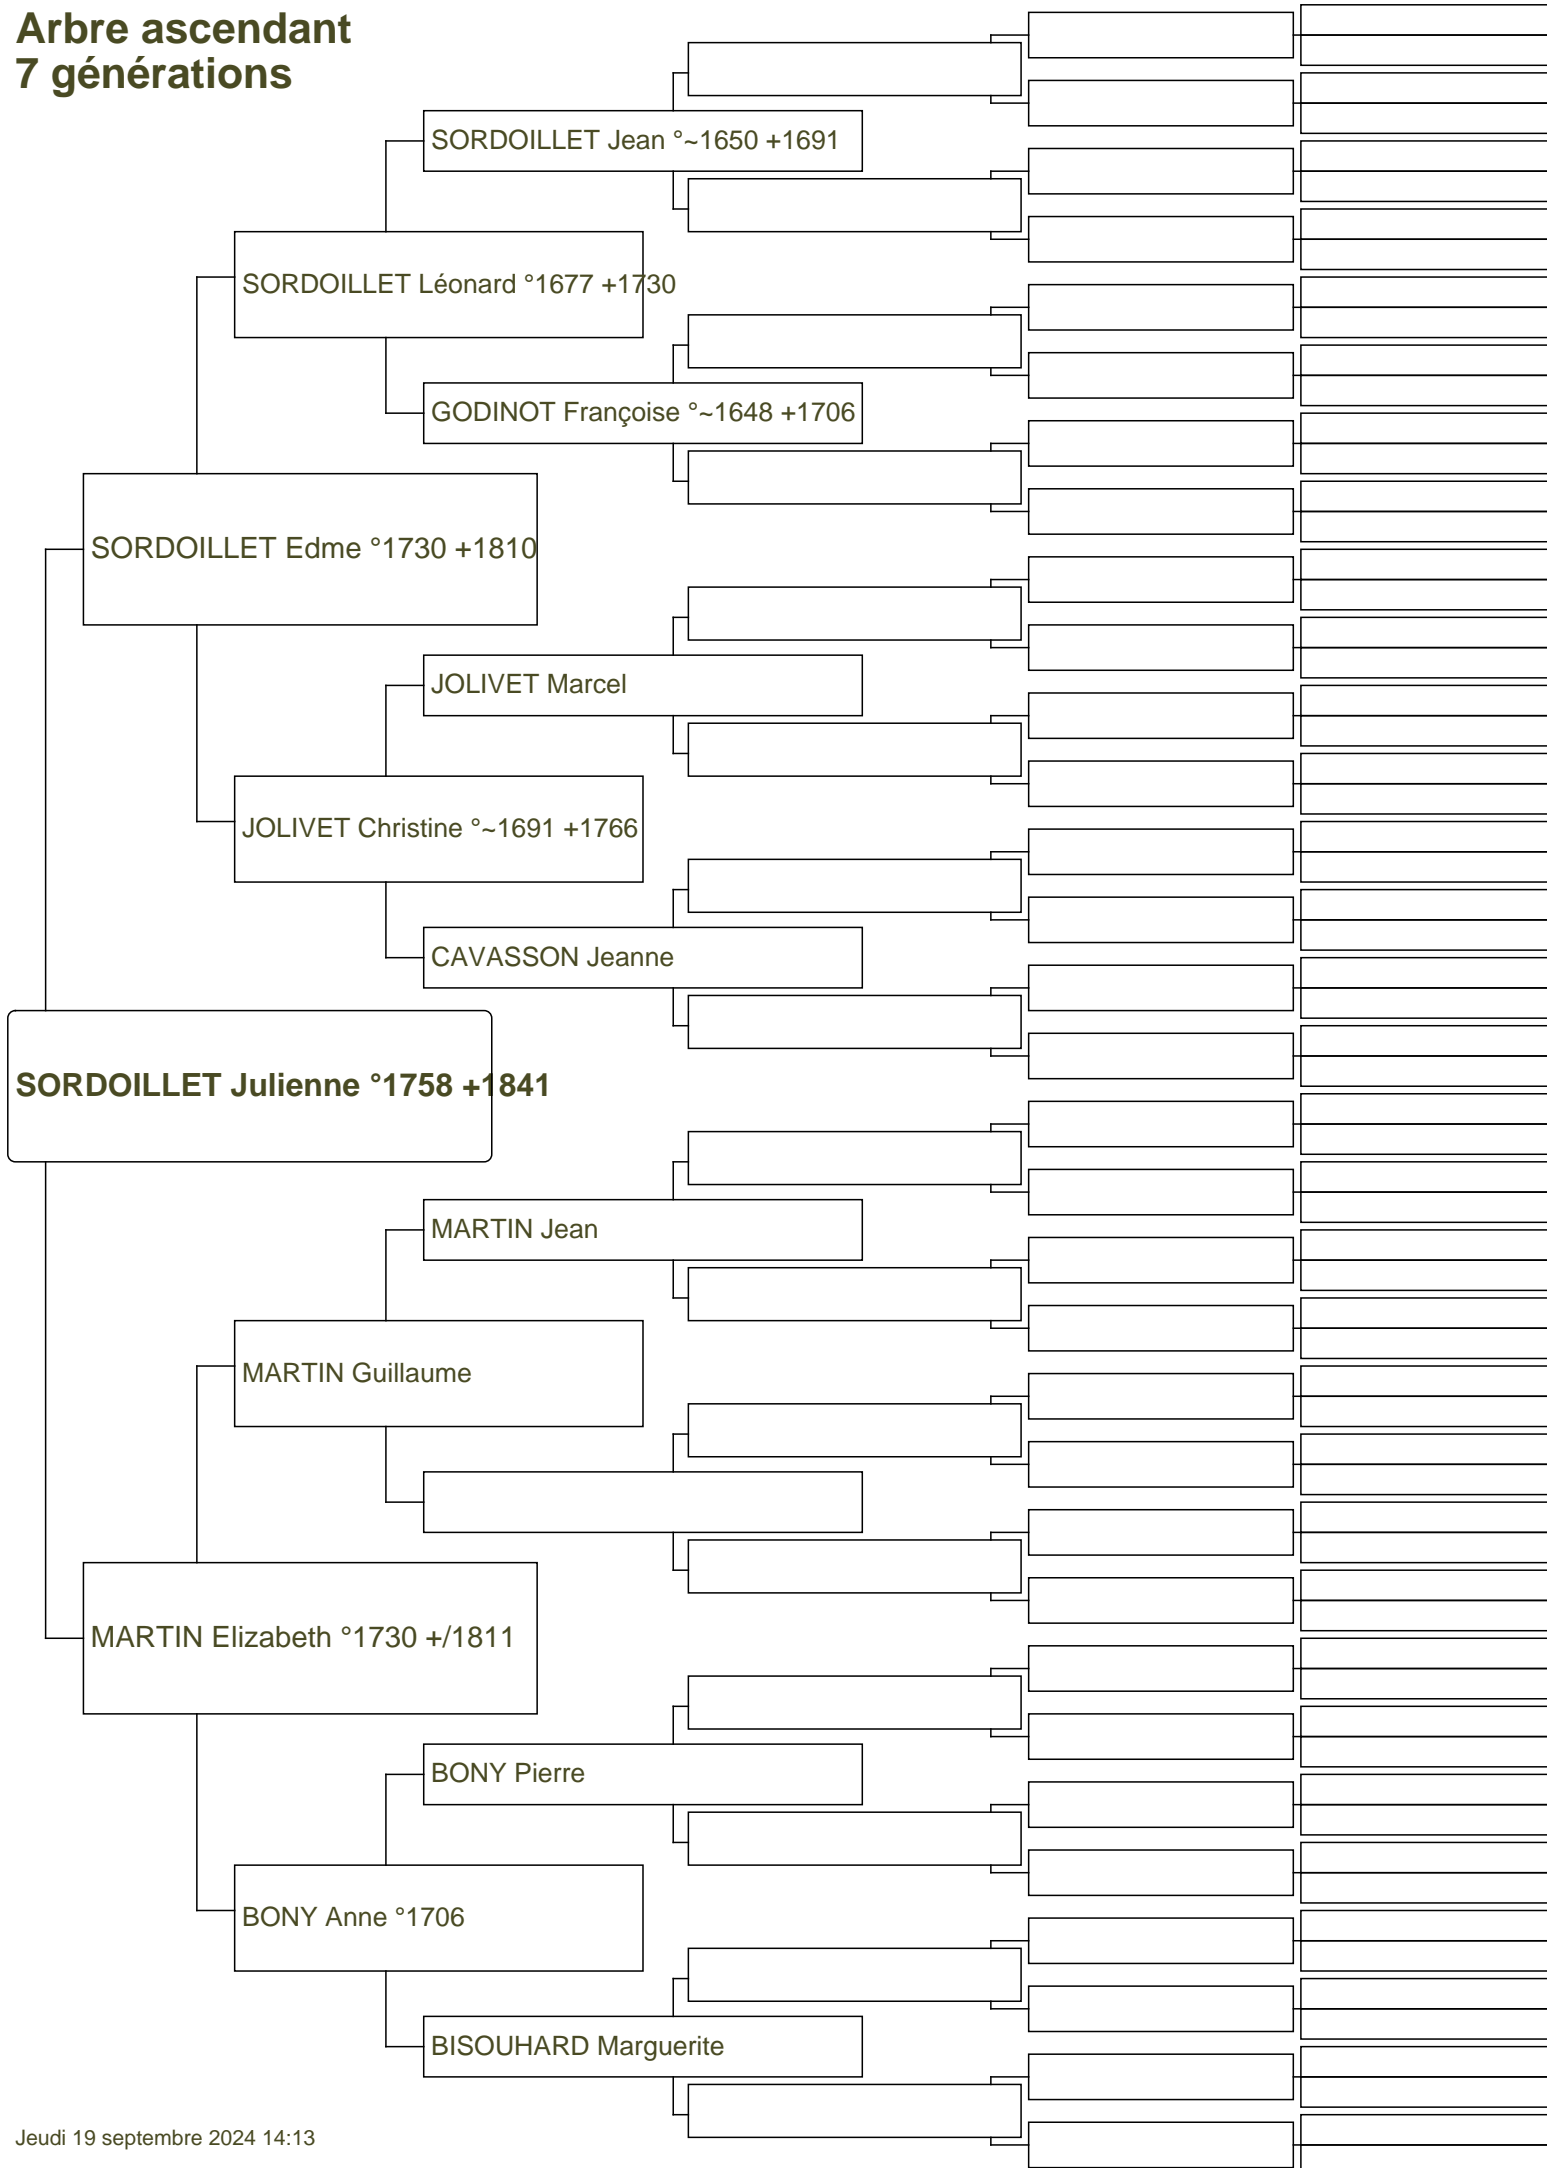 Arbre ascendant
7 générations
SORDOILLET Jean °~1650 +1691
SORDOILLET Léonard °1677 +1730
GODINOT Françoise °~1648 +1706
SORDOILLET Edme °1730 +1810
JOLIVET Marcel
JOLIVET Christine °~1691 +1766
CAVASSON Jeanne
SORDOILLET Julienne °1758 +1841
MARTIN Jean
MARTIN Guillaume
MARTIN Elizabeth °1730 +/1811
BONY Pierre
BONY Anne °1706
BISOUHARD Marguerite
Jeudi 19 septembre 2024 14:13